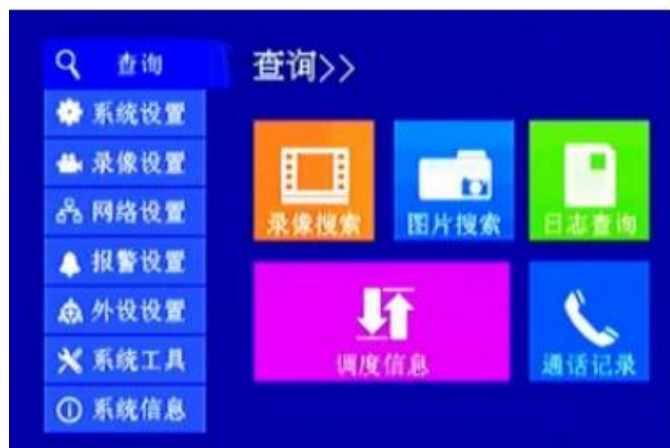 查询
系统设置
录像设置
网络设置
报警设置
外设设置
系统工具
系统信息
查询>>
录像搜索
图片搜索
日志查询
调度信息
通话记录